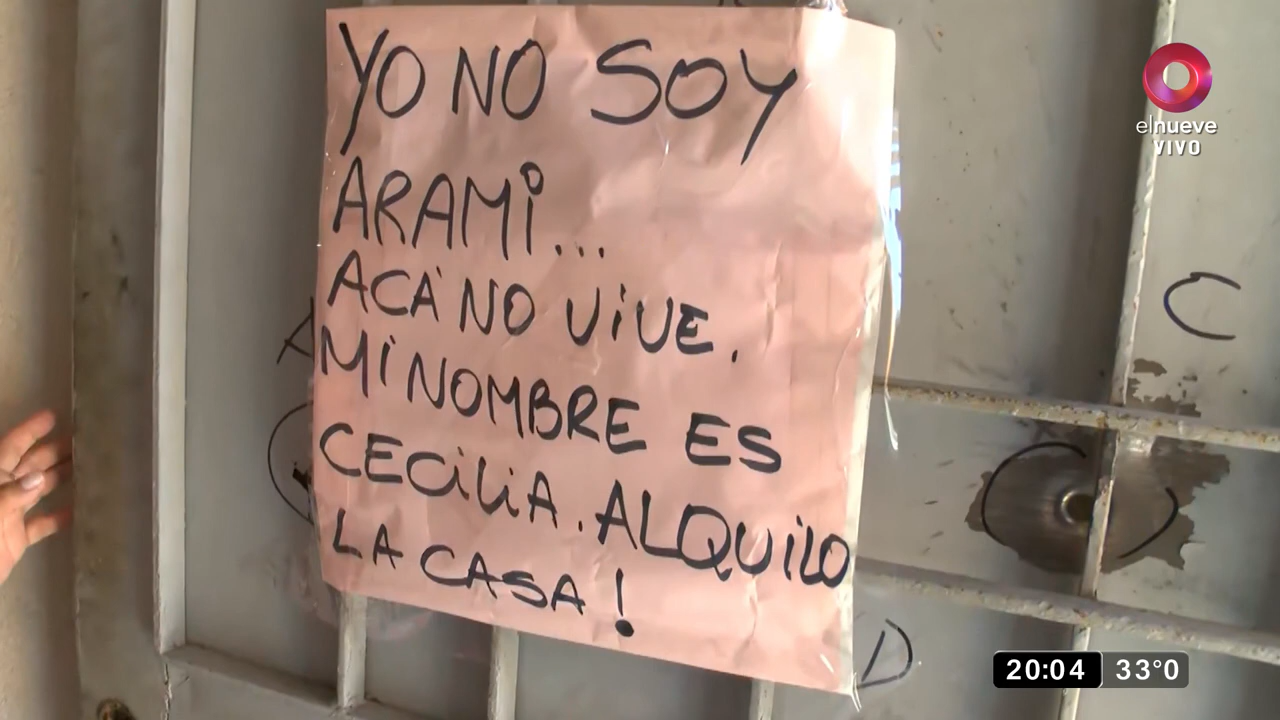 YO NO SOY
ARAMi...
ACÁ NO ViVE.
Mi NOMBRE ES
CECiLiA. ALQUiLO
LA CASA!
elnueve
VIVO
A
C
D
20:04 33°0